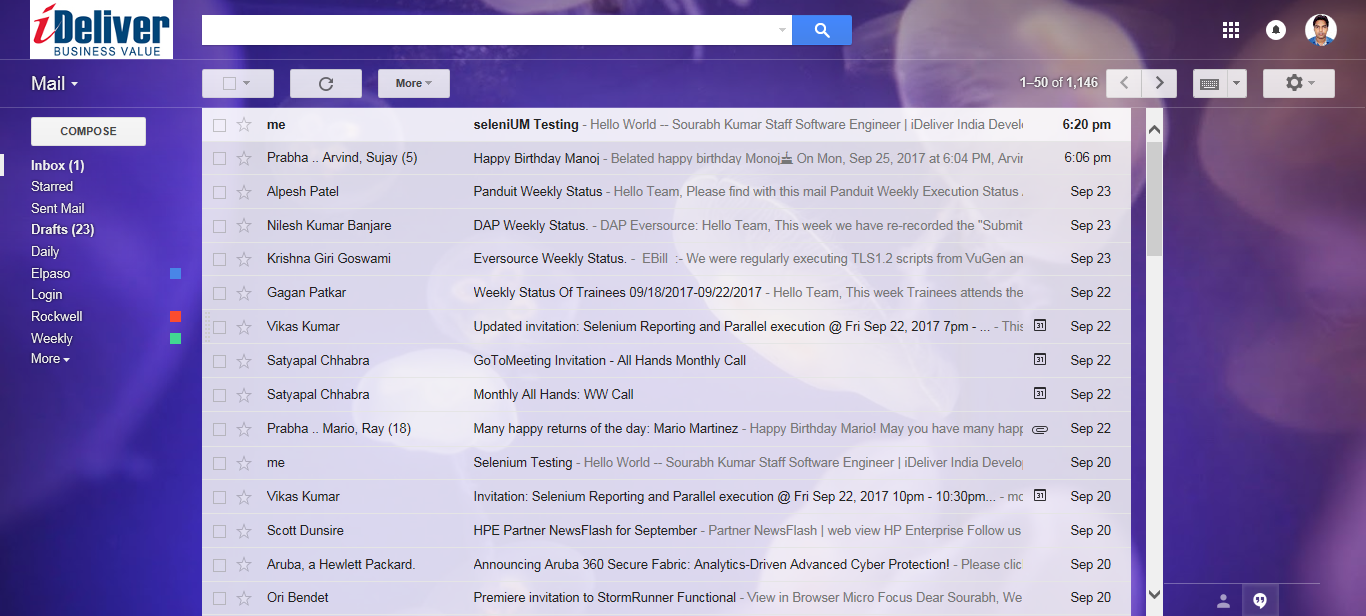 iDeliver
BUSINESS VALUE
Mail
More
1–50 of 1,146
COMPOSE
Inbox (1)
Starred
Sent Mail
Drafts (23)
Daily
Elpaso
Login
Rockwell
Weekly
More
me seleniUM Testing - Hello World -- Sourabh Kumar Staff Software Engineer | iDeliver India Develo 6:20 pm
Prabha .. Arvind, Sujay (5) Happy Birthday Manoj - Belated happy birthday Monoj On Mon, Sep 25, 2017 at 6:04 PM, Arvin 6:06 pm
Alpesh Patel Panduit Weekly Status - Hello Team, Please find with this mail Panduit Weekly Execution Status . Sep 23
Nilesh Kumar Banjare DAP Weekly Status. - DAP Eversource: Hello Team, This week we have re-recorded the "Submit Sep 23
Krishna Giri Goswami Eversource Weekly Status. - EBill :- We were regularly executing TLS1.2 scripts from VuGen an Sep 23
Gagan Patkar Weekly Status Of Trainees 09/18/2017-09/22/2017 - Hello Team, This week Trainees attends the Sep 22
Vikas Kumar Updated invitation: Selenium Reporting and Parallel execution @ Fri Sep 22, 2017 7pm - ... - This 31 Sep 22
Satyapal Chhabra GoToMeeting Invitation - All Hands Monthly Call 31 Sep 22
Satyapal Chhabra Monthly All Hands: WW Call 31 Sep 22
Prabha .. Mario, Ray (18) Many happy returns of the day: Mario Martinez - Happy Birthday Mario! May you have many happ Sep 22
me Selenium Testing - Hello World -- Sourabh Kumar Staff Software Engineer | iDeliver India Develo Sep 20
Vikas Kumar Invitation: Selenium Reporting and Parallel execution @ Fri Sep 22, 2017 10pm - 10:30pm... - mo 31 Sep 20
Scott Dunsire HPE Partner NewsFlash for September - Partner NewsFlash | web view HP Enterprise Follow us Sep 20
Aruba, a Hewlett Packard. Announcing Aruba 360 Secure Fabric: Analytics-Driven Advanced Cyber Protection! - Please clic Sep 20
Ori Bendet Premiere invitation to StormRunner Functional - View in Browser Micro Focus Dear Sourabh, We Sep 20